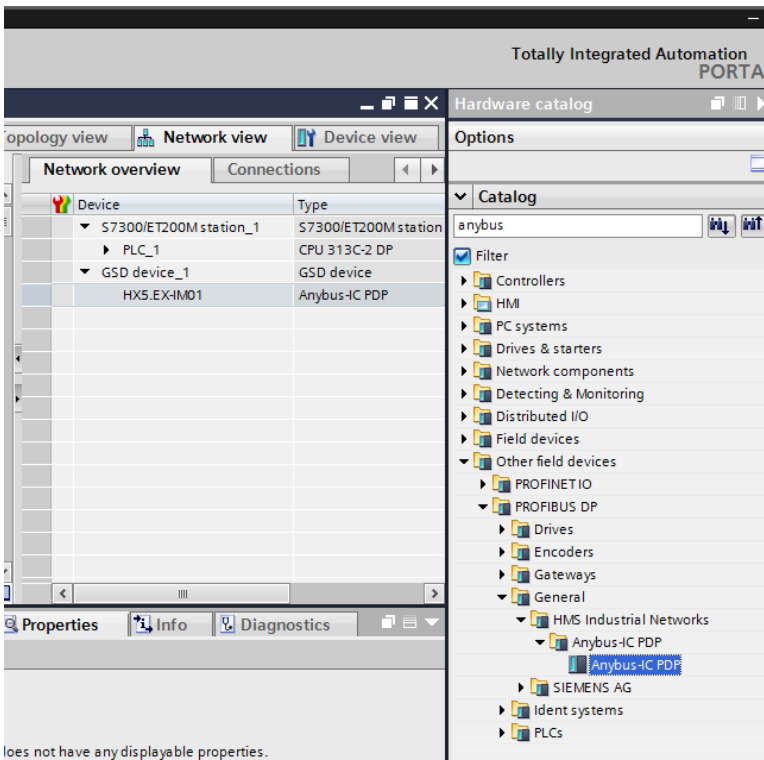 Totally Integrated Automation
PORTA
Hardware catalog
Topology view
Network view
Device view
Options
Network overview
Connections
Catalog
Device
Type
anybus
S7300/ET200M station_1
S7300/ET200M station
Filter
PLC_1
CPU 313C-2 DP
Controllers
GSD device_1
GSD device
HMI
HX5.EX-IM01
Anybus-IC PDP
PC systems
Drives & starters
Network components
Detecting & Monitoring
Distributed I/O
Field devices
Other field devices
PROFINET IO
PROFIBUS DP
Drives
Encoders
Gateways
General
Properties
Info
Diagnostics
HMS Industrial Networks
Anybus-IC PDP
Anybus-IC PDP
SIEMENS AG
Ident systems
PLCs
does not have any displayable properties.